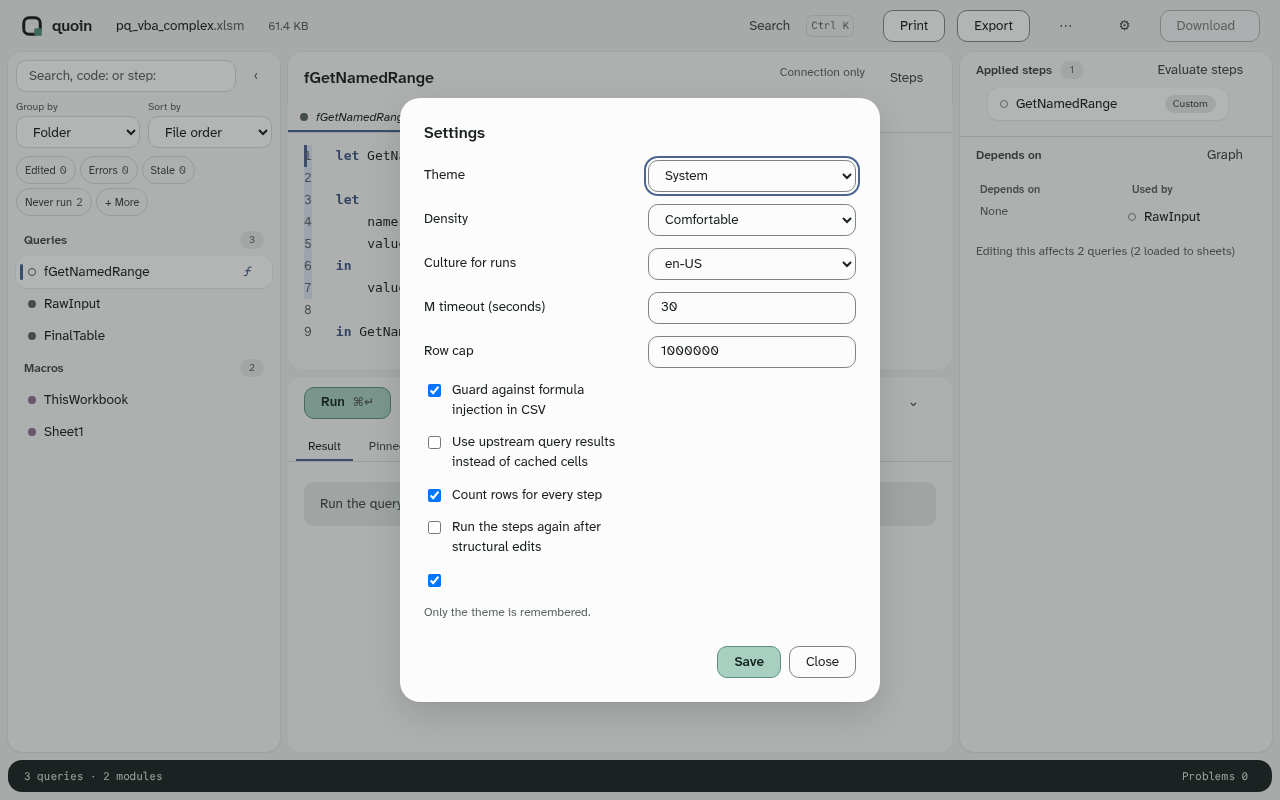 quoin
pq_vba_complex.xlsm
61.4 KB
Search
Ctrl K
Print
Export
⋯
⚙
Download
Search, code: or step:
‹
Group by
Sort by
Folder
File order
Edited 0
Errors 0
Stale 0
Never run 2
+ More
Queries
3
fGetNamedRange
ƒ
RawInput
FinalTable
Macros
2
ThisWorkbook
Sheet1
fGetNamedRange
Connection only
Steps
fGetNamedRang
1 let GetNa
2
3 let
4 name
5 value
6 in
7 value
8
9 in GetNam
Run ⌘↵
⌄
Result
Pinned
Run the query
Settings
Theme
System
Density
Comfortable
Culture for runs
en-US
M timeout (seconds)
30
Row cap
1000000
Guard against formula
injection in CSV
Use upstream query results
instead of cached cells
Count rows for every step
Run the steps again after
structural edits
Only the theme is remembered.
Save
Close
Applied steps
1
Evaluate steps
GetNamedRange
Custom
Depends on
Graph
Depends on
Used by
None
RawInput
Editing this affects 2 queries (2 loaded to sheets)
3 queries · 2 modules
Problems 0